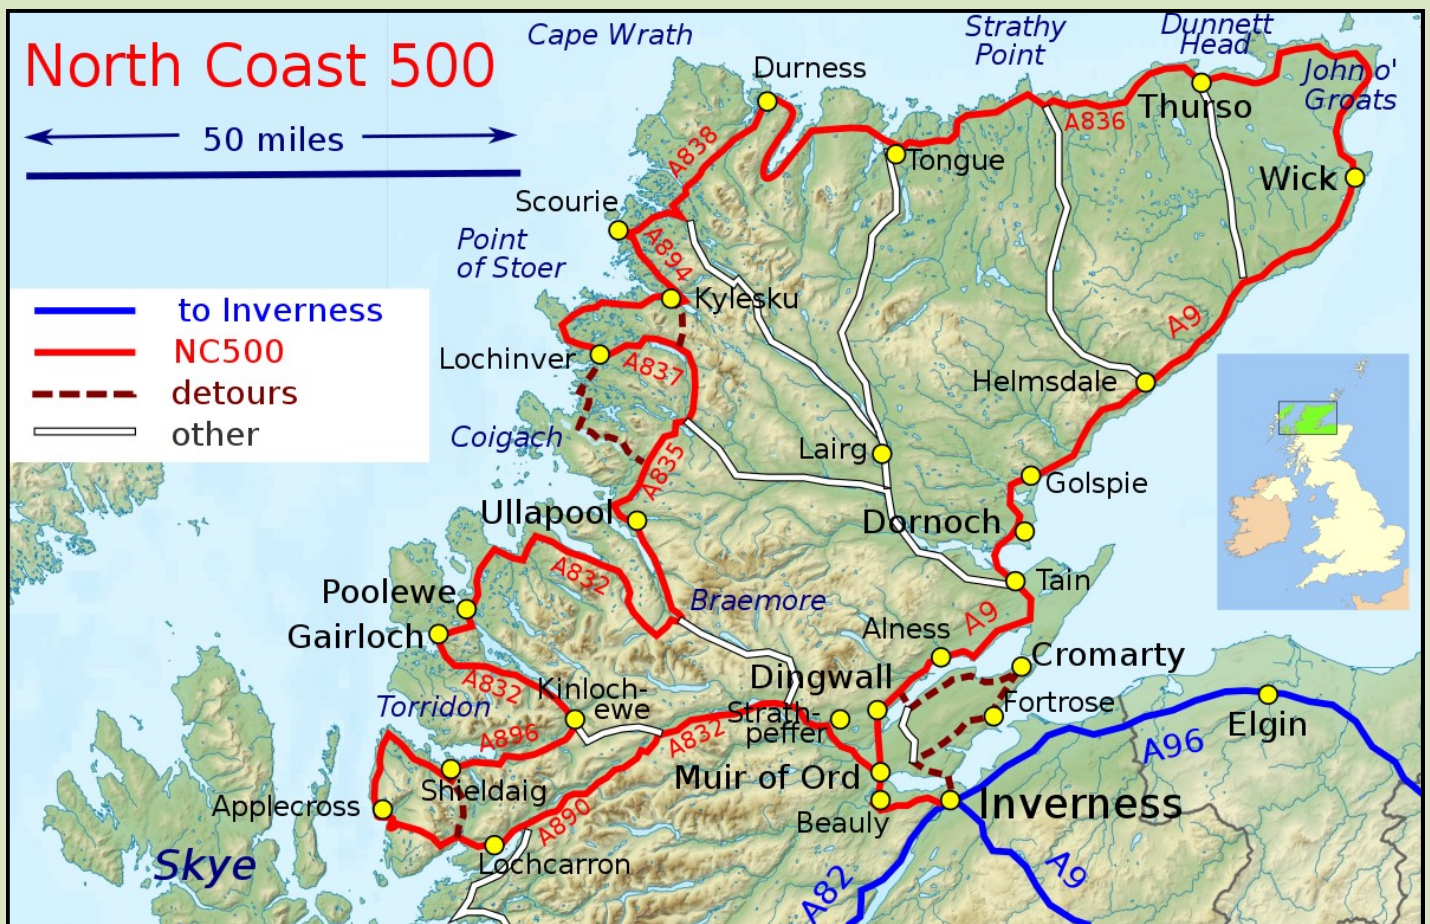 North Coast 500
50 miles
to Inverness
NC500
detours
other
Cape Wrath
Strathy
Point
Dunnett
Head
John o'
Groats
Durness
Thurso
A836
A838
Tongue
Wick
Scourie
Point
of Stoer
A894
Kylesku
A9
Lochinver
A837
Helmsdale
Coigach
A835
Lairg
Golspie
Ullapool
Dornoch
A832
Tain
Poolewe
Braemore
A9
Gairloch
Alness
Cromarty
A832
Kinloch-
ewe
Dingwall
Torridon
Strath-
peffer
Fortrose
Elgin
A896
A832
A96
Shieldaig
Muir of Ord
Applecross
Inverness
A890
Beauly
Skye
Lochcarron
A82
A9